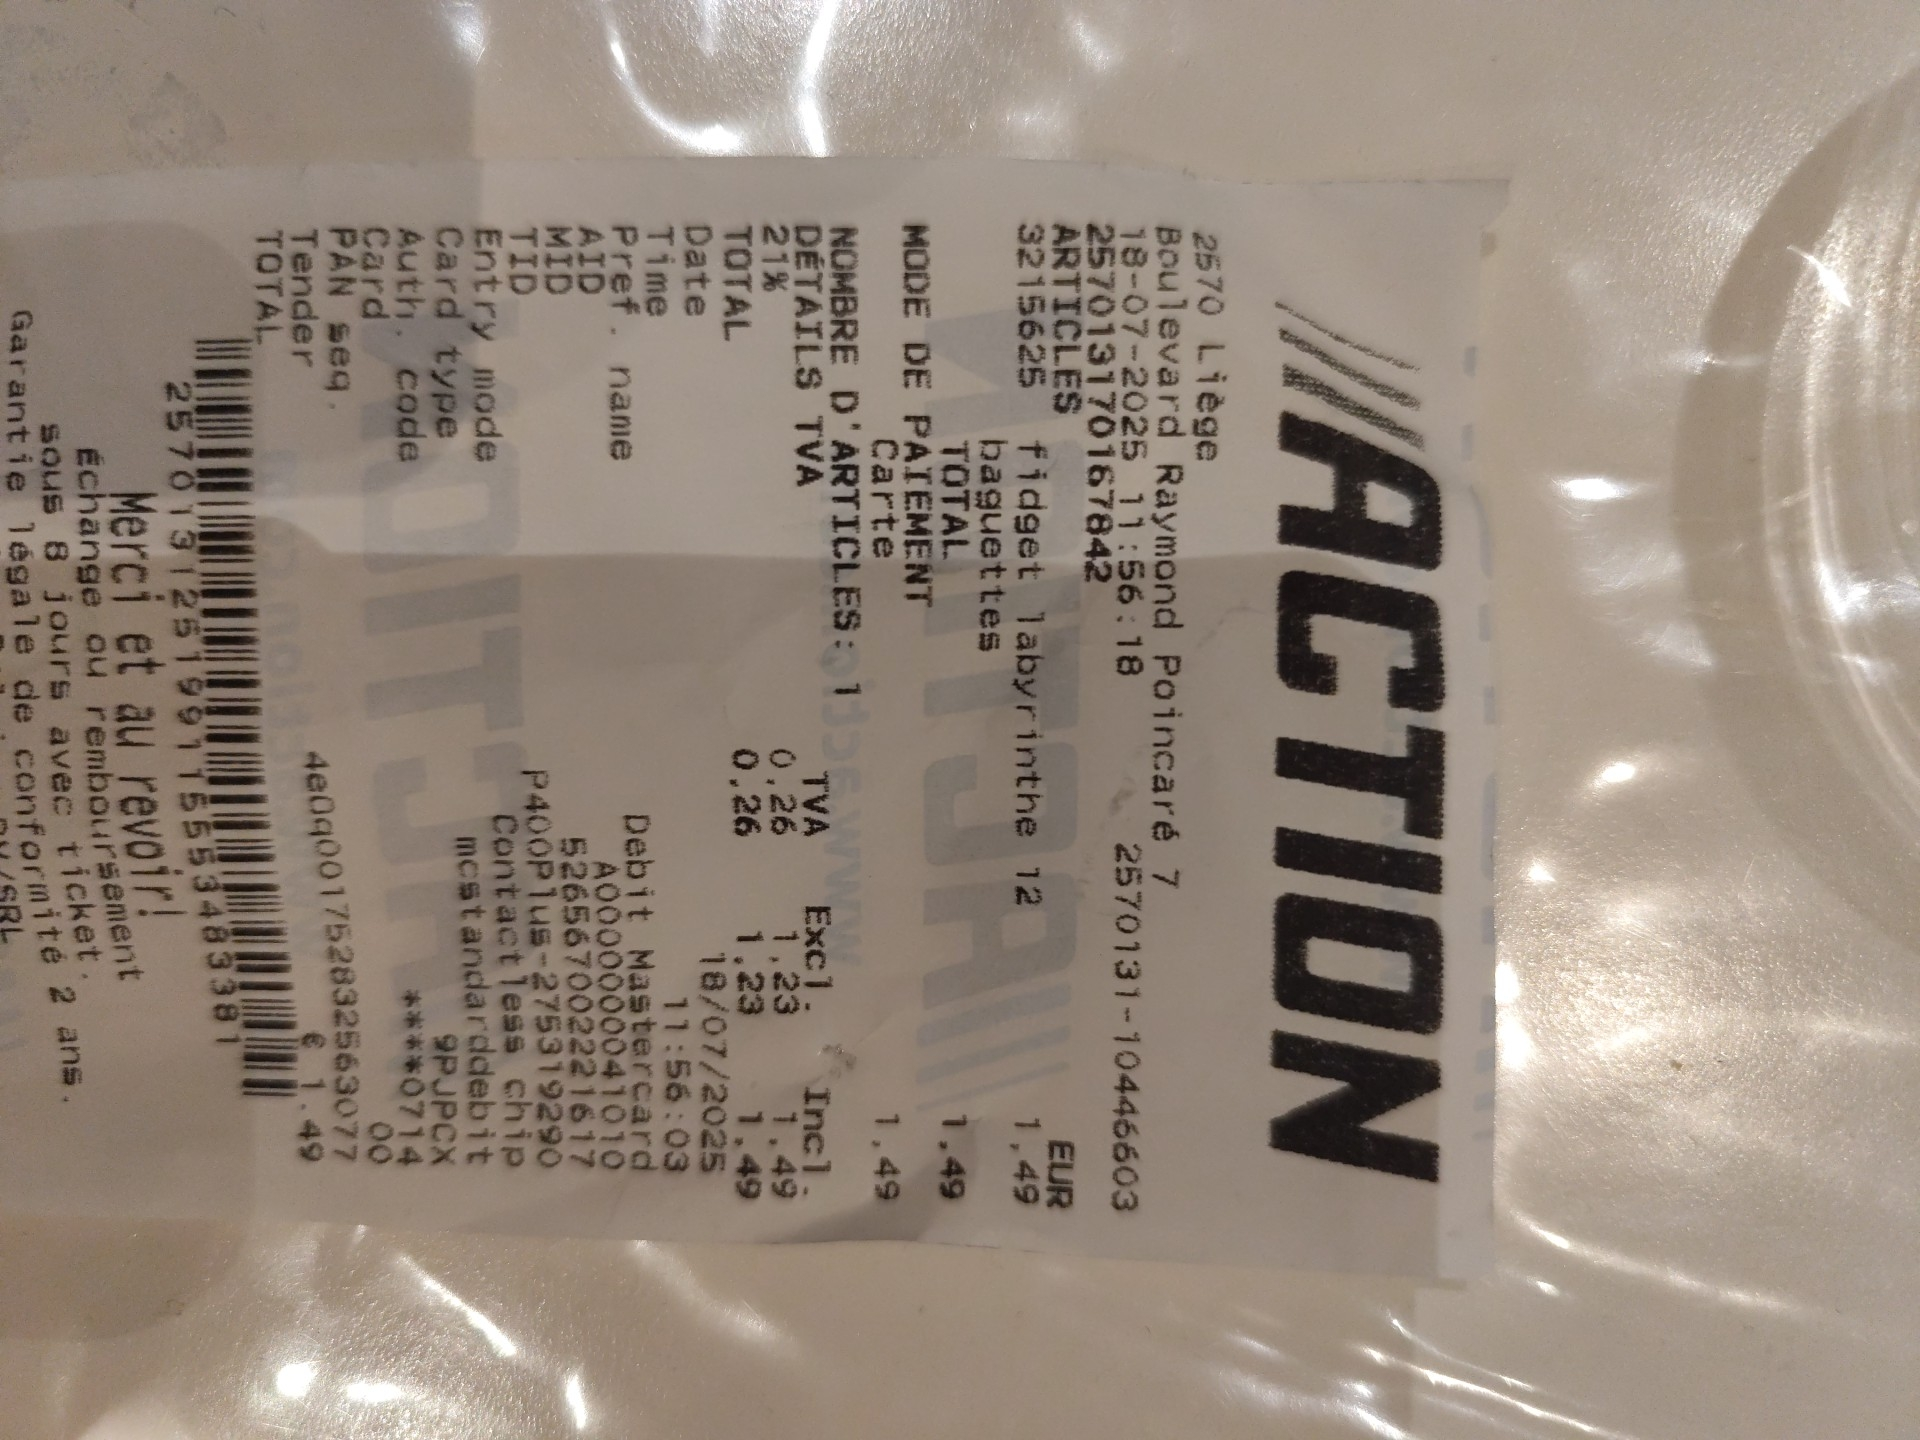 ACTION
2570 Liège
Boulevard Raymond Poincaré 7
18-07-2025 11:56:18 2570131-10446603
257013170167842
ARTICLES EUR
3215625 fidget labyrinthe 12 1,49
baguettes
TOTAL 1,49
MODE DE PAIEMENT
Carte 1,49
NOMBRE D'ARTICLES: 1
DÉTAILS TVA TVA Excl. Incl.
21% 0,26 1,23 1,49
TOTAL 0,26 1,23 1,49
Date 18/07/2025
Time 11:56:03
Pref. name Debit Mastercard
AID A0000000041010
MID 526567002221617
TID P400Plus-275319290
Entry mode Contactless chip
Card type mcstandarddebit
Auth. code 9PJPCX
Card ****0714
PAN seq. 00
Tender 4e0q001752832563077
TOTAL € 1.49
2570131251991155534833381
Merci et au revoir!
Échange ou remboursement
sous 8 jours avec ticket.
Garantie légale de conformité 2 ans.